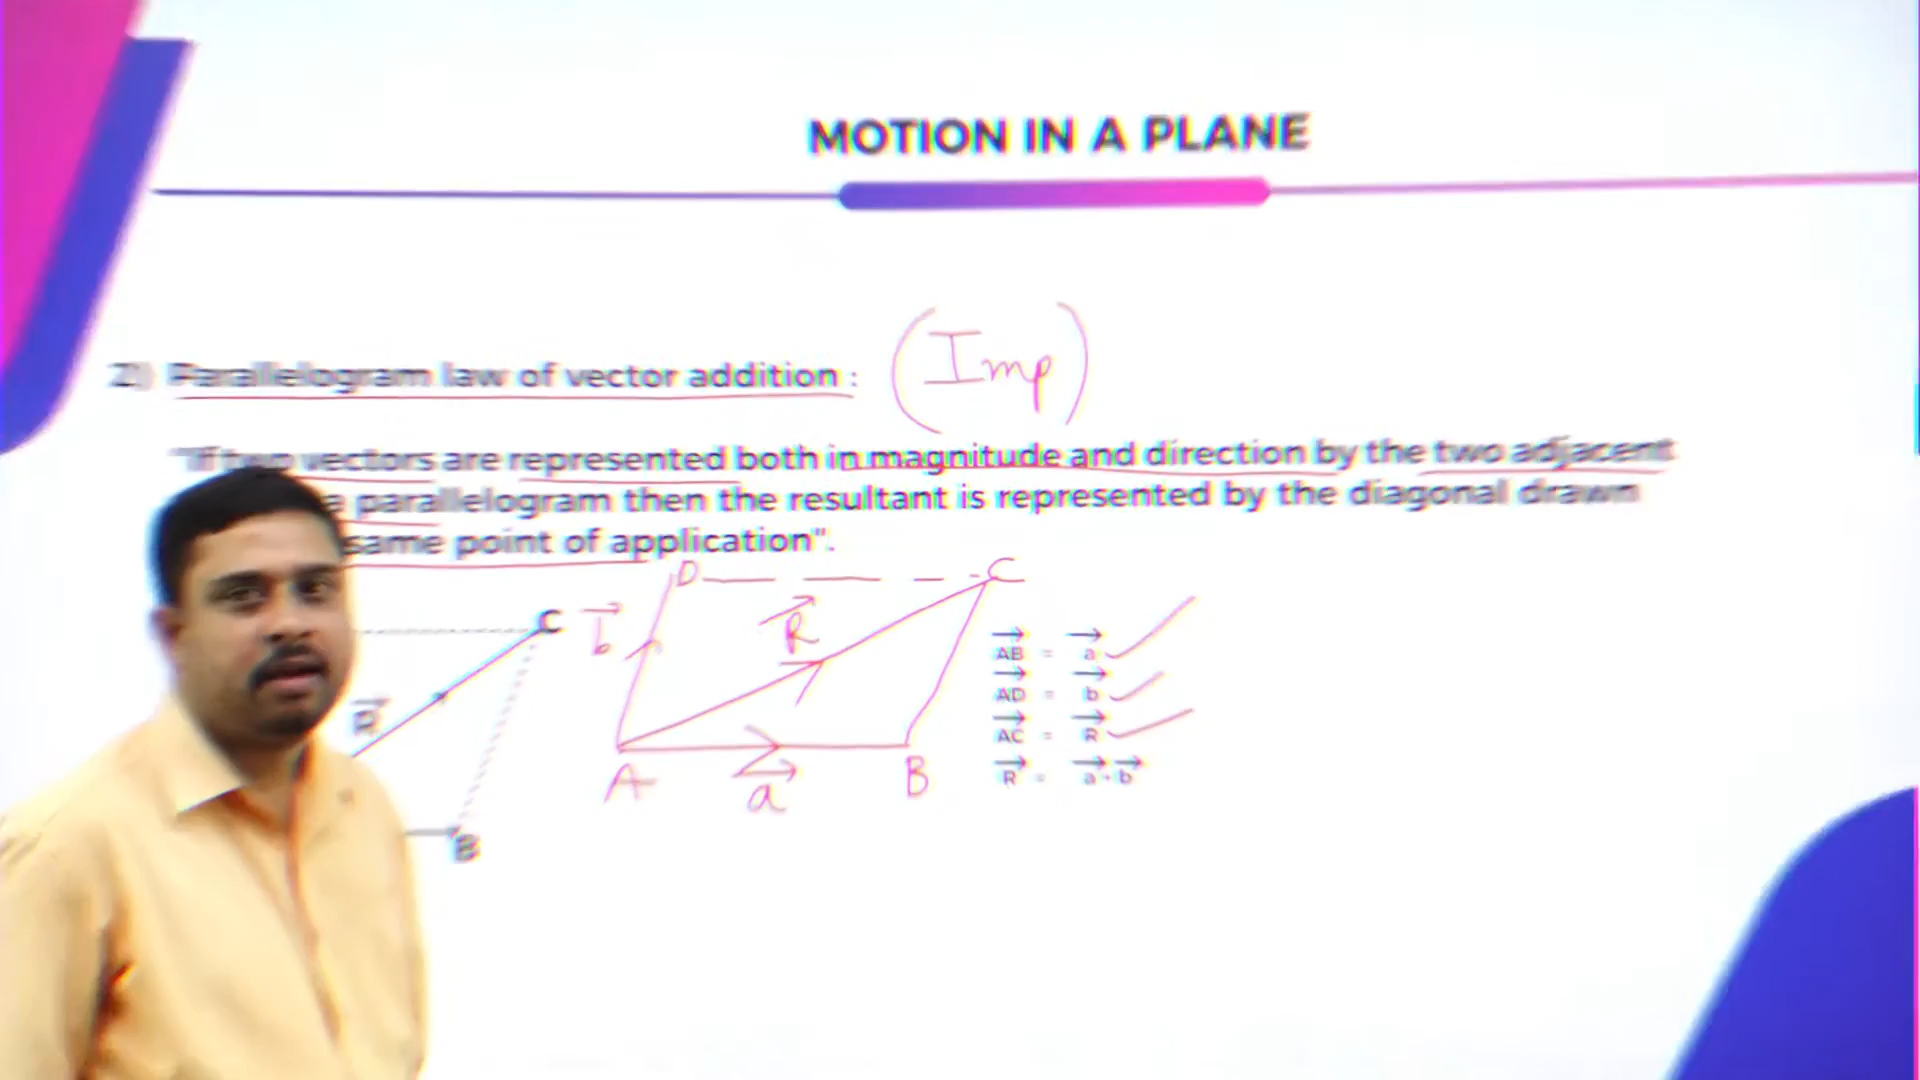 MOTION IN A PLANE
2) Parallelogram law of vector addition : (Imp)
"If two vectors are represented both in magnitude and direction by the two adjacent
a parallelogram then the resultant is represented by the diagonal drawn
same point of application".
D C
C b⃗ R⃗
R⃗
A a⃗ B
B
AB⃗ = a⃗
AD⃗ = b⃗
AC⃗ = R⃗
R⃗ = a⃗+b⃗